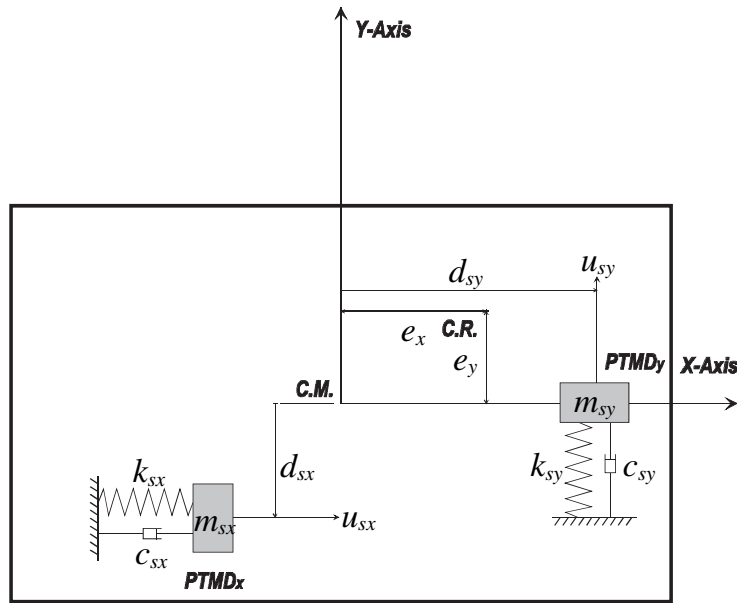 Y-Axis
d_sy
u_sy
e_x
C.R.
e_y
PTMDy
X-Axis
C.M.
m_sy
k_sx
d_sx
k_sy
c_sy
m_sx
u_sx
c_sx
PTMDx